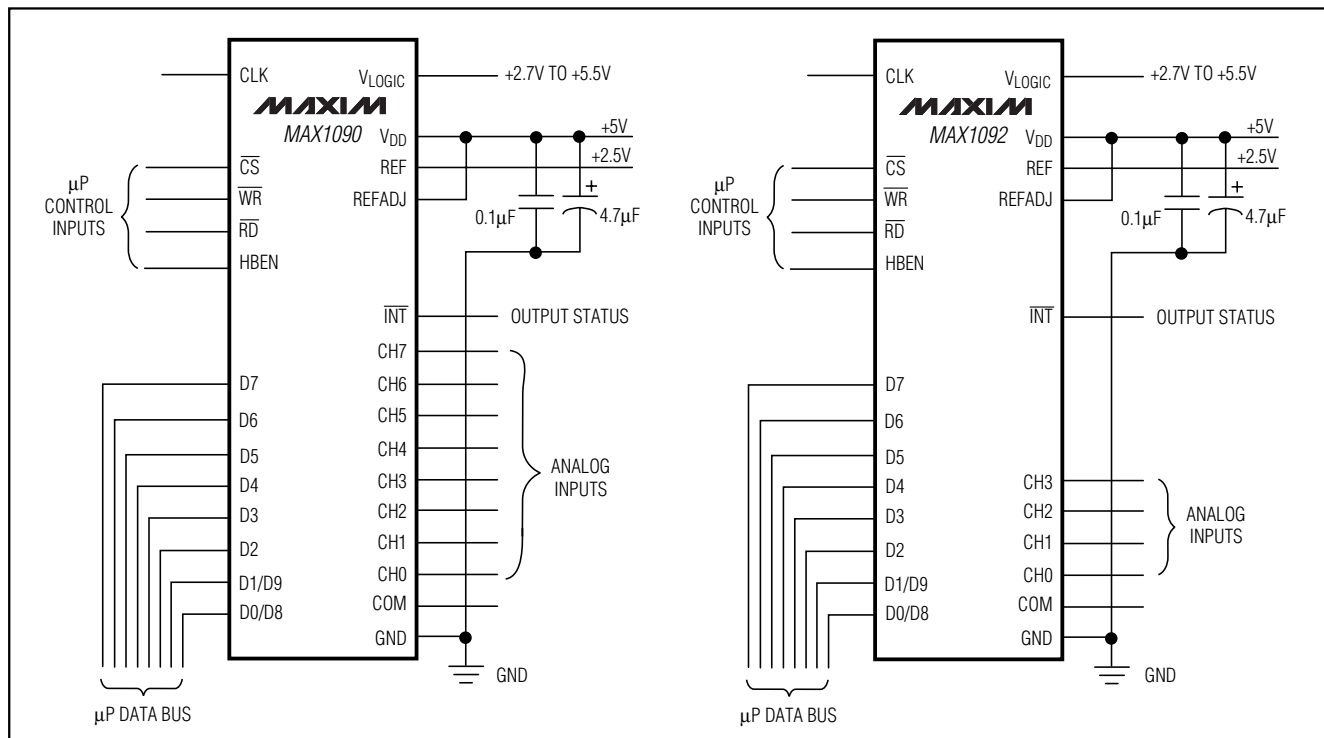 CLK
VLOGIC
+2.7V TO +5.5V
MAXIM
MAX1090
VDD
+5V
CS
REF
+2.5V
µP
CONTROL
INPUTS
WR
REFADJ
RD
0.1µF
+
4.7µF
HBEN
INT
OUTPUT STATUS
CH7
D7
CH6
D6
CH5
D5
CH4
D4
CH3
ANALOG
INPUTS
D3
CH2
D2
CH1
D1/D9
CH0
D0/D8
COM
GND
GND
µP DATA BUS
CLK
VLOGIC
+2.7V TO +5.5V
MAXIM
MAX1092
VDD
+5V
CS
REF
+2.5V
µP
CONTROL
INPUTS
WR
REFADJ
RD
0.1µF
+
4.7µF
HBEN
INT
OUTPUT STATUS
D7
D6
D5
D4
CH3
D3
CH2
ANALOG
INPUTS
D2
CH1
D1/D9
CH0
D0/D8
COM
GND
GND
µP DATA BUS